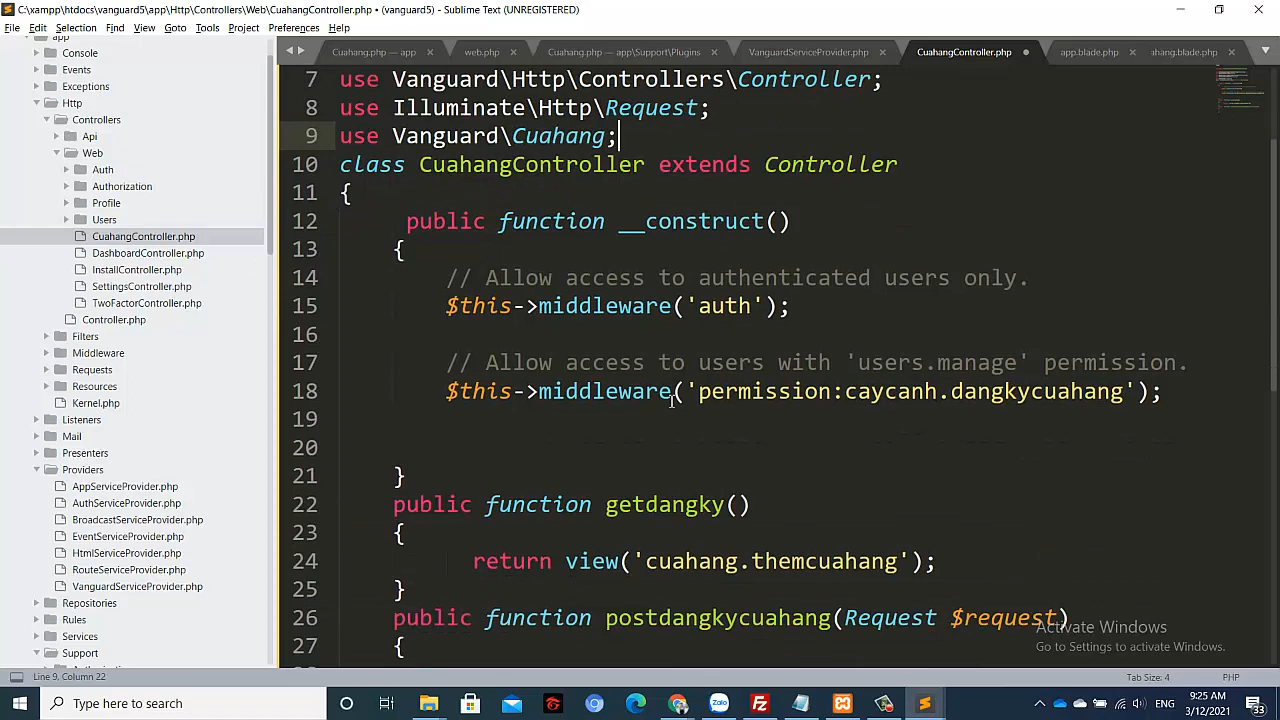 C:\xampp\htdocs\vanguard5\app\Http\Controllers\Web\CuahangController.php • (vanguard5) - Sublime Text (UNREGISTERED)
File Edit Selection Find View Goto Tools Project Preferences Help
Cuahang.php — app web.php Cuahang.php — app\Support\Plugins VanguardServiceProvider.php CuahangController.php app.blade.php ahang.blade.php
app
Console
Events
Exceptions
Http
Controllers
Api
Web
Auth
Authorization
Profile
Users
CuahangController.php
DashboardController.php
InstallController.php
SettingsController.php
TwoFactorController.php
Controller.php
Filters
Middleware
Requests
Resources
Kernel.php
Listeners
Mail
Presenters
Providers
AppServiceProvider.php
AuthServiceProvider.php
BroadcastServiceProvider.php
EventServiceProvider.php
HtmlServiceProvider.php
RouteServiceProvider.php
VanguardServiceProvider.php
Repositories
Rules
Services
Support
7 use Vanguard\Http\Controllers\Controller;
8 use Illuminate\Http\Request;
9 use Vanguard\Cuahang;
10 class CuahangController extends Controller
11 {
12 public function __construct()
13 {
14 // Allow access to authenticated users only.
15 $this->middleware('auth');
16
17 // Allow access to users with 'users.manage' permission.
18 $this->middleware('permission:caycanh.dangkycuahang');
19
20
21 }
22 public function getdangky()
23 {
24 return view('cuahang.themcuahang');
25 }
26 public function postdangkycuahang(Request $request)
27 {
Activate Windows
Go to Settings to activate Windows.
Line 9, Column 22 Tab Size: 4 PHP
Type here to search
Zalo
ENG
9:25 AM
3/12/2021
33